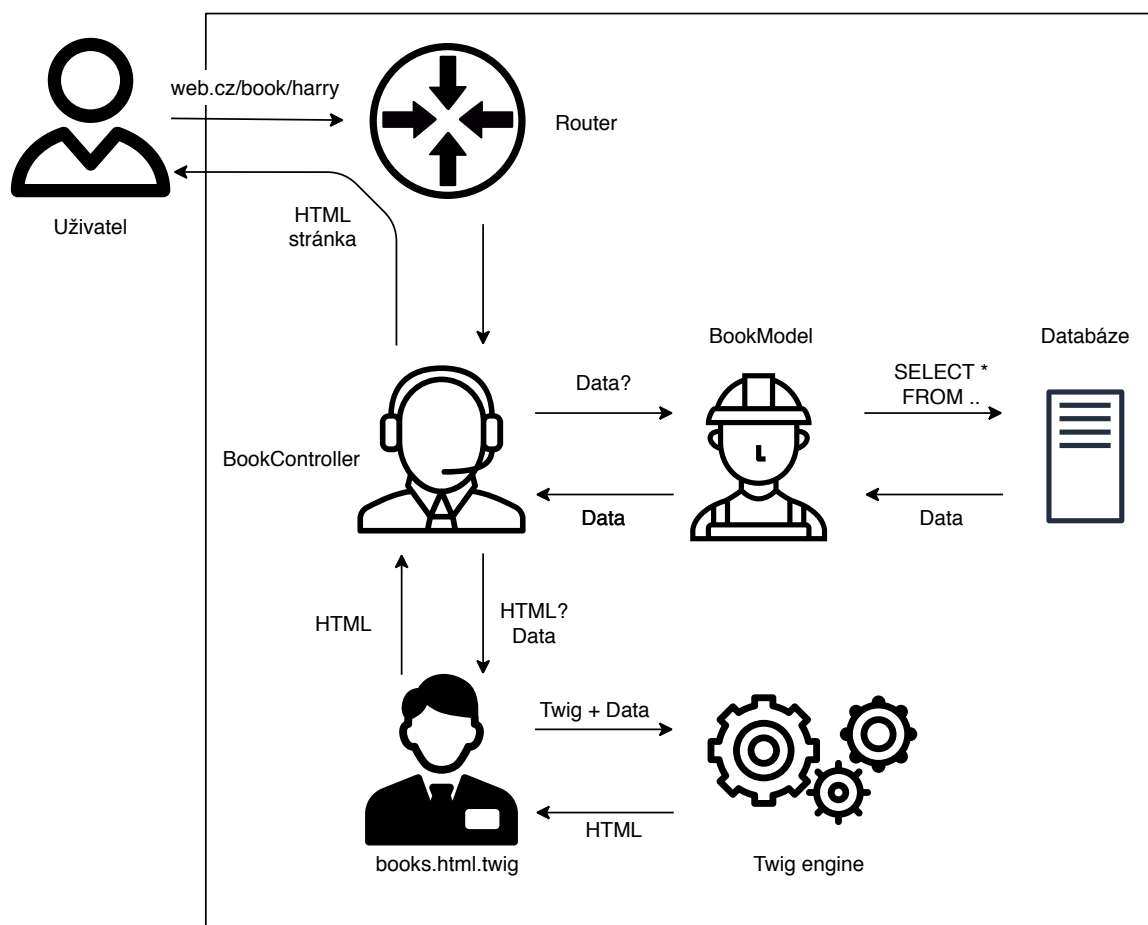 web.cz/book/harry
Router
Uživatel
HTML
stránka
BookModel
Databáze
Data?
SELECT *
FROM ..
BookController
Data
Data
HTML
HTML?
Data
Twig + Data
HTML
books.html.twig
Twig engine